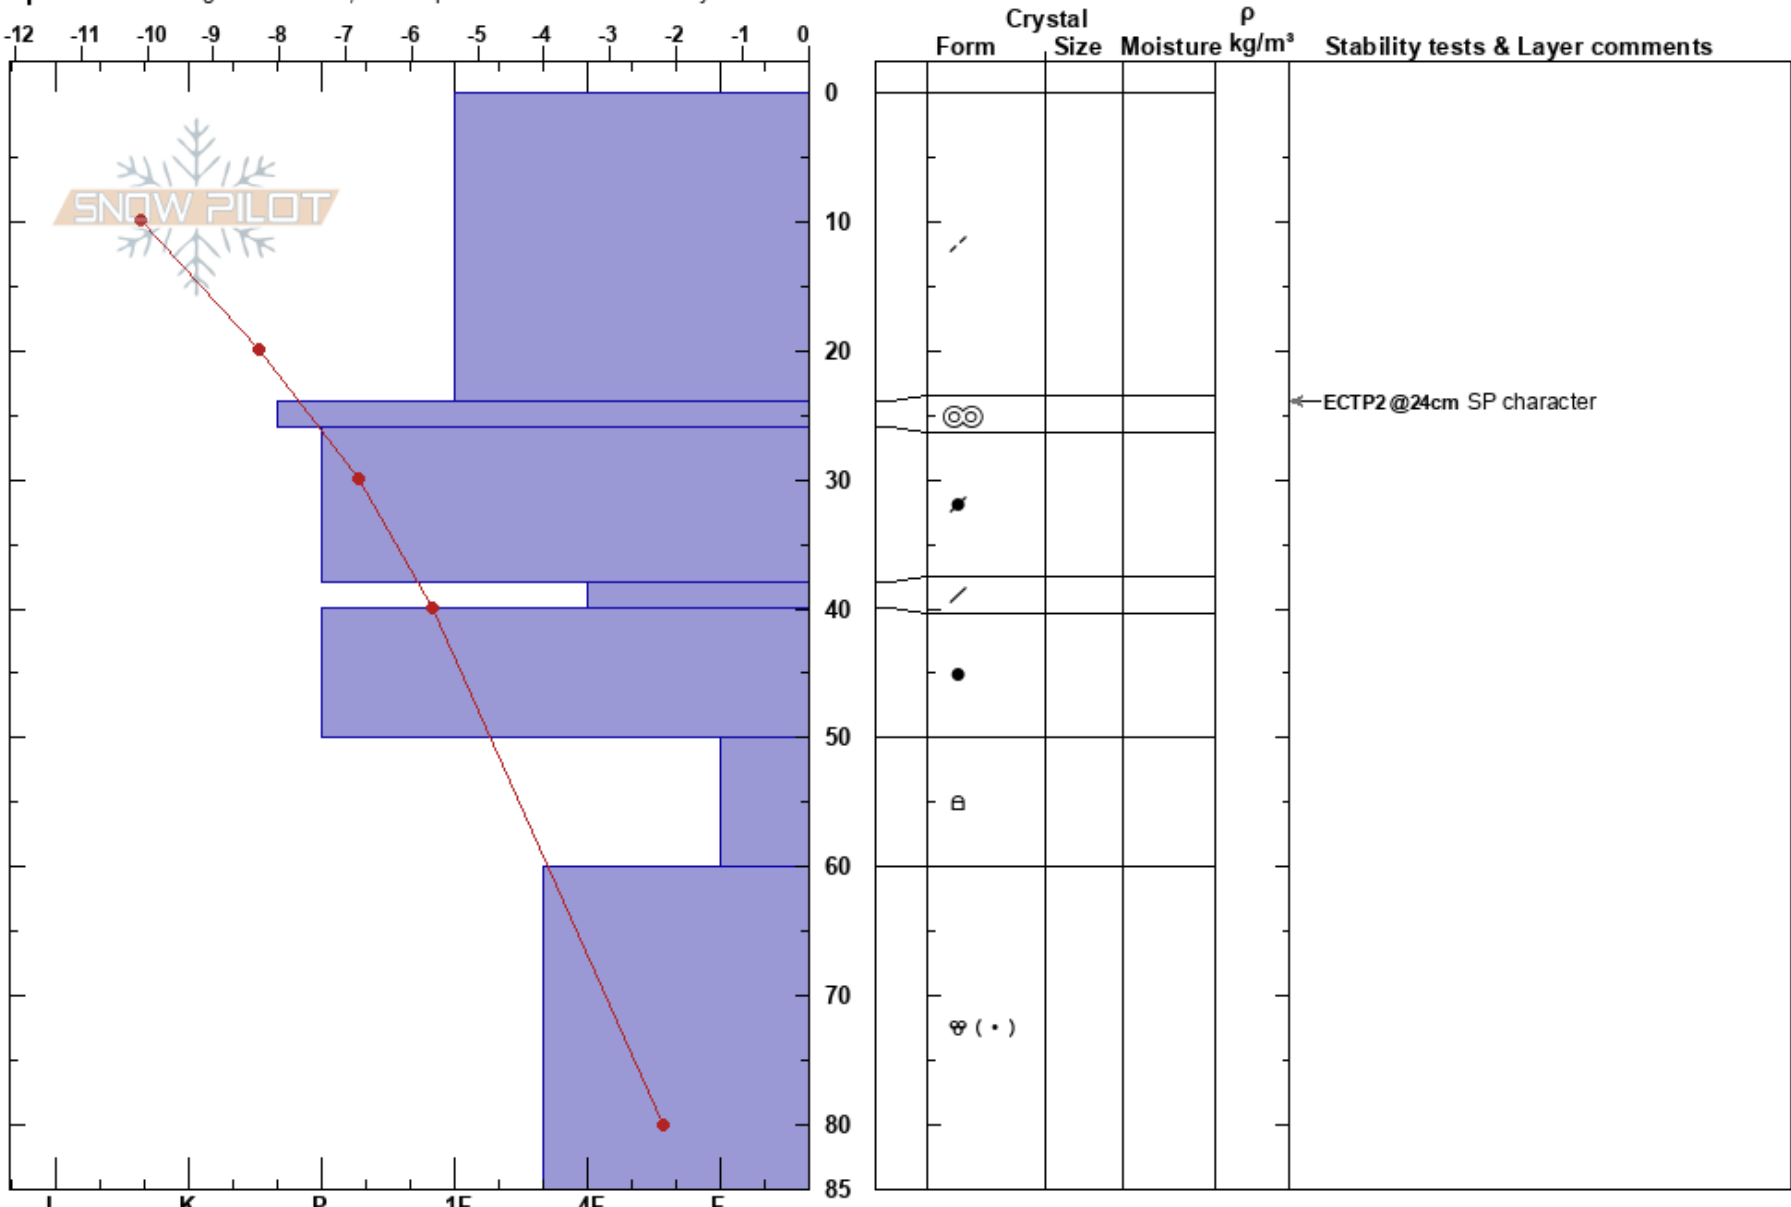 -12 -11 -10 -9 -8 -7 -6 -5 -4 -3 -2 -1 0
Crystal
Form Size Moisture ρ kg/m³ Stability tests & Layer comments
0
SNOW PILOT
10
20
ECTP2 @24cm SP character
30
40
50
60
70
( • )
80
85
I K P 1F 4F F